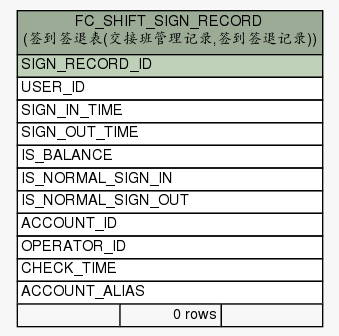 FC_SHIFT_SIGN_RECORD
(签到签退表(交接班管理记录,签到签退记录))
SIGN_RECORD_ID
USER_ID
SIGN_IN_TIME
SIGN_OUT_TIME
IS_BALANCE
IS_NORMAL_SIGN_IN
IS_NORMAL_SIGN_OUT
ACCOUNT_ID
OPERATOR_ID
CHECK_TIME
ACCOUNT_ALIAS
0 rows